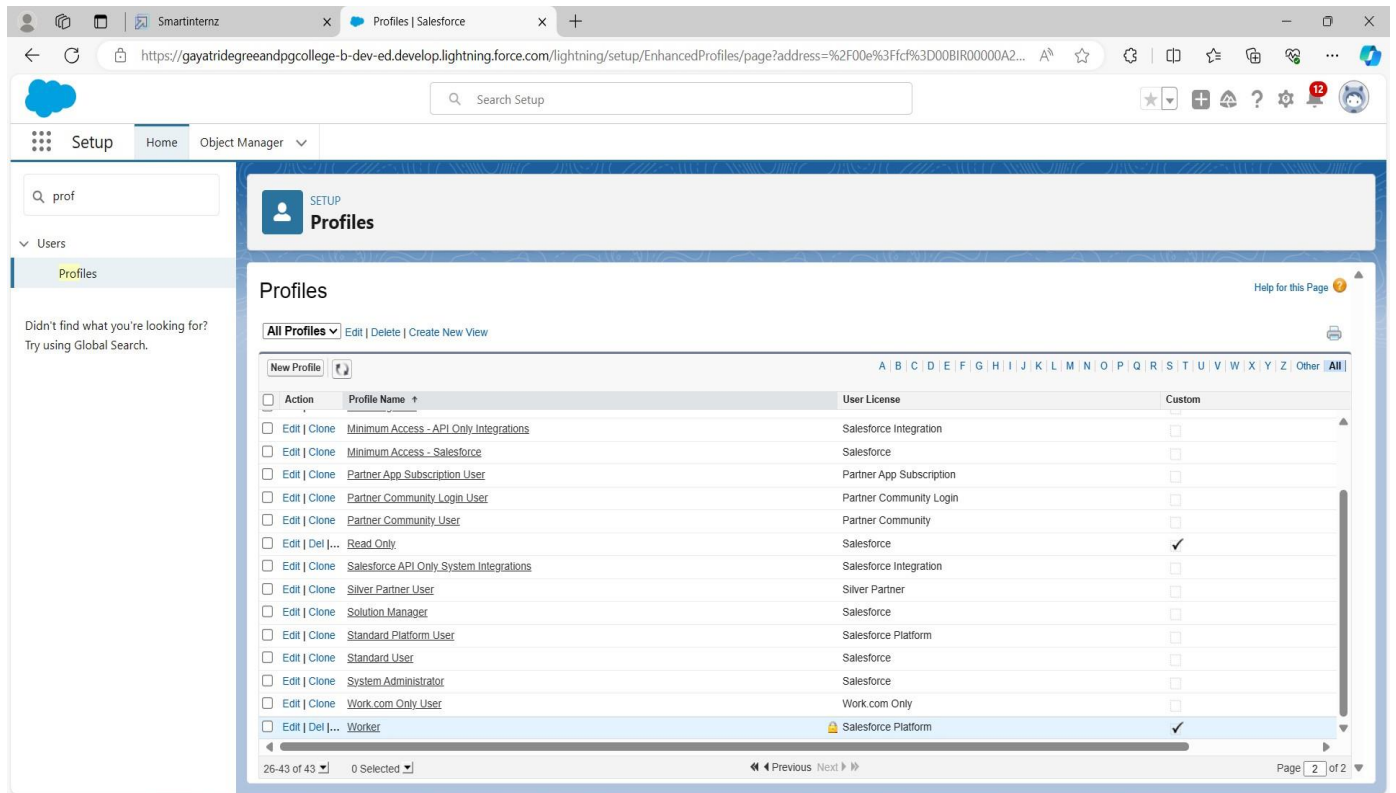 Smartinternz
Profiles | Salesforce
https://gayatridegreeandpgcollege-b-dev-ed.develop.lightning.force.com/lightning/setup/EnhancedProfiles/page?address=%2F00e%3Ffcf%3D00BIR00000A2...
Search Setup
12
Setup Home Object Manager
prof
Users
Profiles
Didn't find what you're looking for?
Try using Global Search.
SETUP
Profiles
Profiles
Help for this Page
All Profiles Edit | Delete | Create New View
New Profile A | B | C | D | E | F | G | H | I | J | K | L | M | N | O | P | Q | R | S | T | U | V | W | X | Y | Z | Other All
Action Profile Name ↑ User License Custom
Edit | Clone Minimum Access - API Only Integrations Salesforce Integration
Edit | Clone Minimum Access - Salesforce Salesforce
Edit | Clone Partner App Subscription User Partner App Subscription
Edit | Clone Partner Community Login User Partner Community Login
Edit | Clone Partner Community User Partner Community
Edit | Del |... Read Only Salesforce ✓
Edit | Clone Salesforce API Only System Integrations Salesforce Integration
Edit | Clone Silver Partner User Silver Partner
Edit | Clone Solution Manager Salesforce
Edit | Clone Standard Platform User Salesforce Platform
Edit | Clone Standard User Salesforce
Edit | Clone System Administrator Salesforce
Edit | Clone Work.com Only User Work.com Only
Edit | Del |... Worker Salesforce Platform ✓
26-43 of 43 0 Selected Previous Next Page 2 of 2